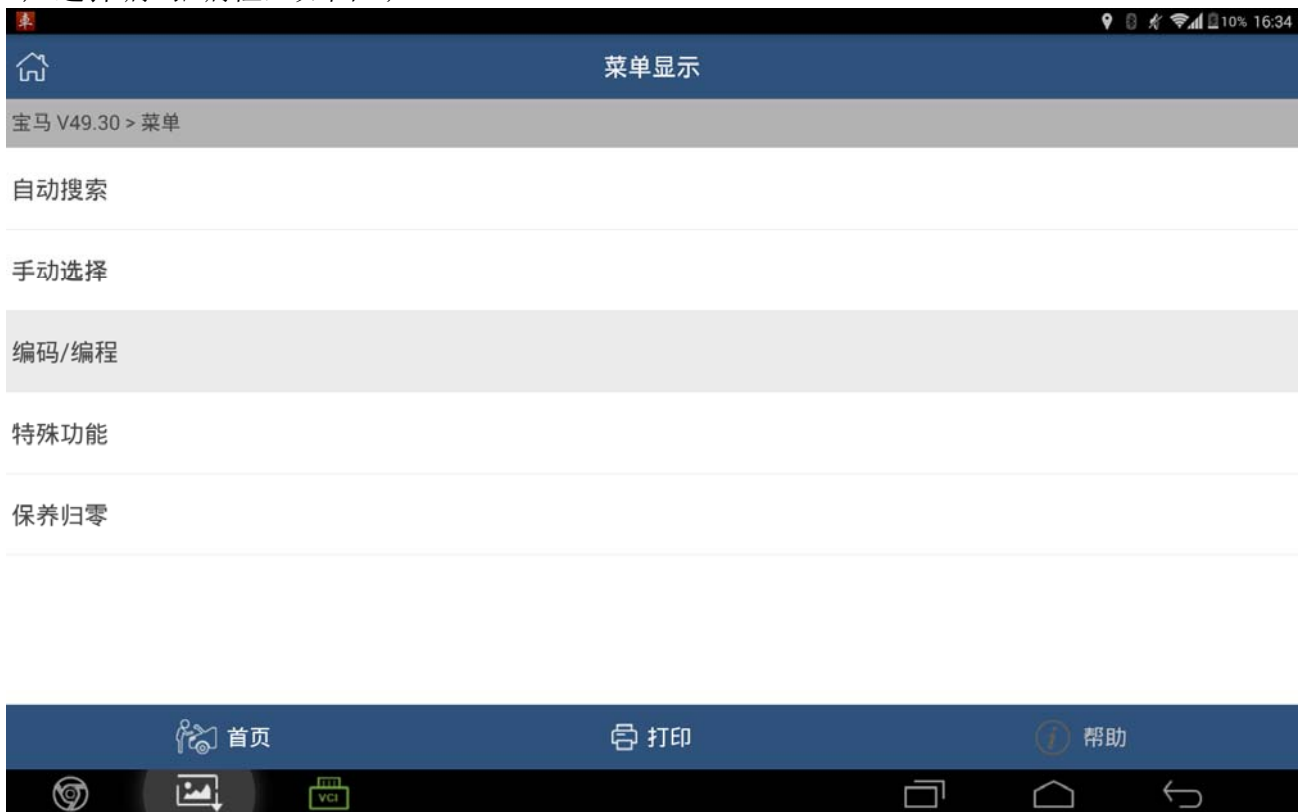 車
10% 16:34
菜单显示
宝马 V49.30 > 菜单
自动搜索
手动选择
编码/编程
特殊功能
保养归零
首页
打印
i 帮助
VCI